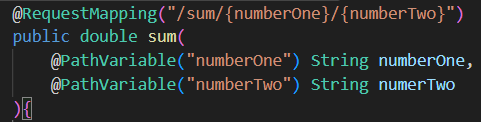 @RequestMapping("/sum/{numberOne}/{numberTwo}")
public double sum(
@PathVariable("numberOne") String numberOne,
@PathVariable("numberTwo") String numerTwo
){